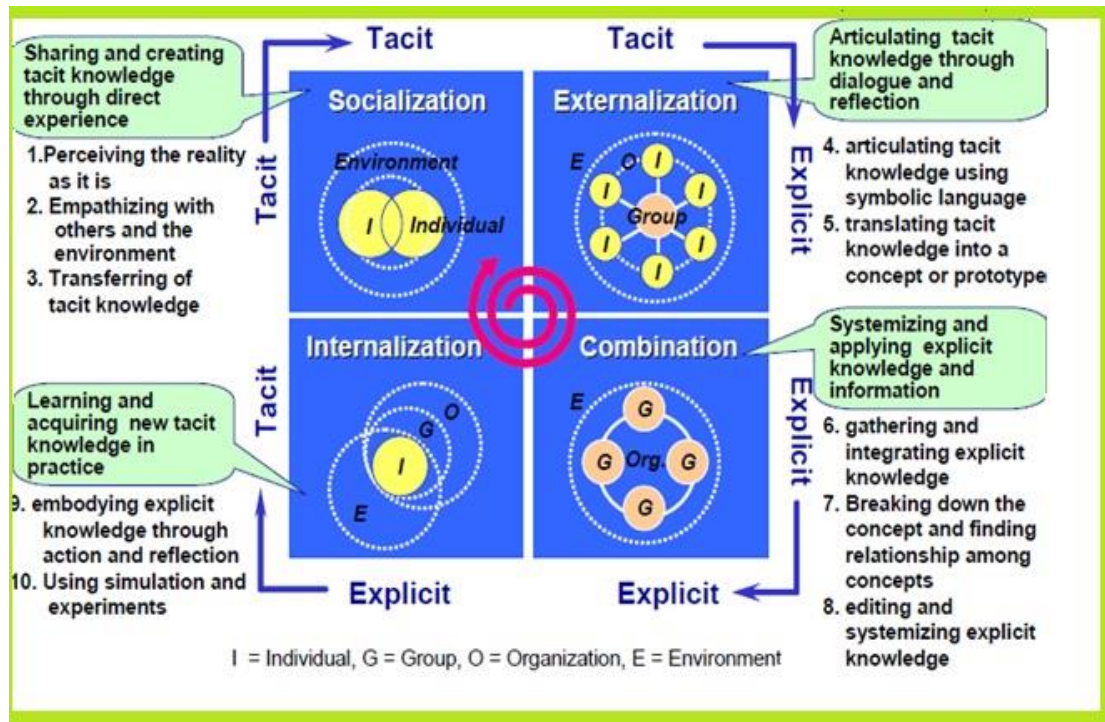 Tacit
Tacit
Sharing and creating
tacit knowledge
through direct
experience
Articulating tacit
knowledge through
dialogue and
reflection
Socialization
Externalization
1.Perceiving the reality
as it is
2. Empathizing with
others and the
environment
3. Transferring of
tacit knowledge
Tacit
Environment
I
Individual
E
O
I
I
I
Group
I
I
I
Explicit
4. articulating tacit
knowledge using
symbolic language
5. translating tacit
knowledge into a
concept or prototype
Internalization
Combination
Systemizing and
applying explicit
knowledge and
information
Learning and
acquiring new tacit
knowledge in
practice
Tacit
O
G
I
E
E
G
G
Org.
G
G
Explicit
6. gathering and
integrating explicit
knowledge
7. Breaking down the
concept and finding
relationship among
concepts
8. editing and
systemizing explicit
knowledge
9. embodying explicit
knowledge through
action and reflection
10. Using simulation and
experiments
Explicit
Explicit
I = Individual, G = Group, O = Organization, E = Environment